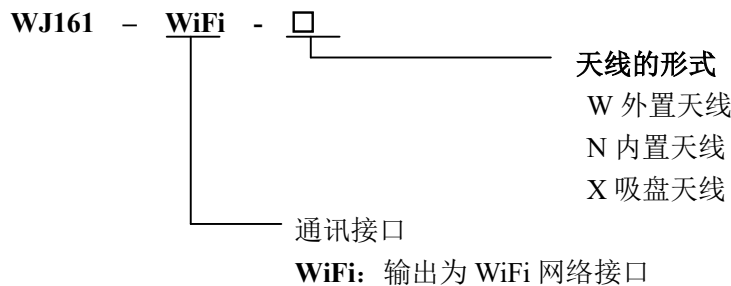 WJ161 – WiFi - □
天线的形式
W 外置天线
N 内置天线
X 吸盘天线
通讯接口
WiFi：输出为 WiFi 网络接口